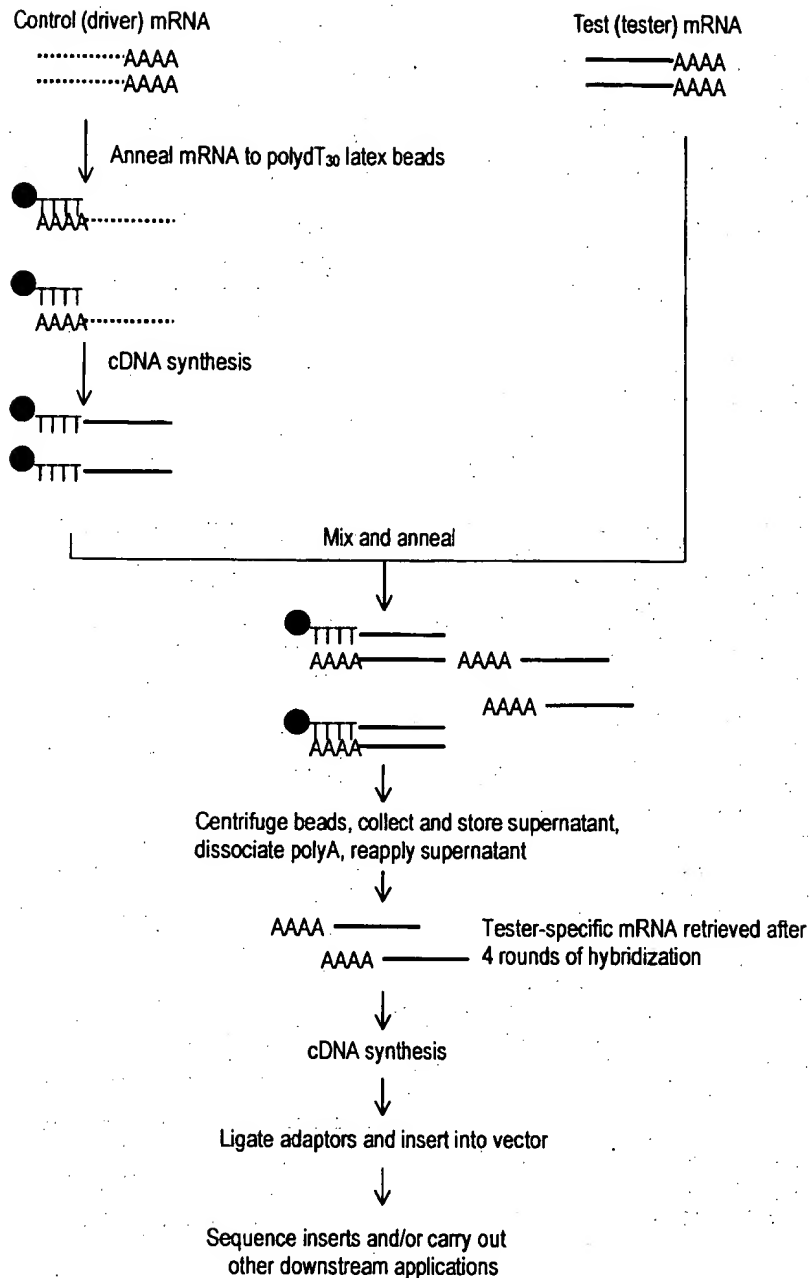 Control (driver) mRNA
AAAA
AAAA
Test (tester) mRNA
AAAA
AAAA
Anneal mRNA to polydT₃₀ latex beads
TTTT
AAAA
TTTT
AAAA
cDNA synthesis
TTTT
TTTT
Mix and anneal
TTTT
AAAA AAAA
AAAA
TTTT
AAAA
Centrifuge beads, collect and store supernatant,
dissociate polyA, reapply supernatant
AAAA
AAAA
Tester-specific mRNA retrieved after
4 rounds of hybridization
cDNA synthesis
Ligate adaptors and insert into vector
Sequence inserts and/or carry out
other downstream applications